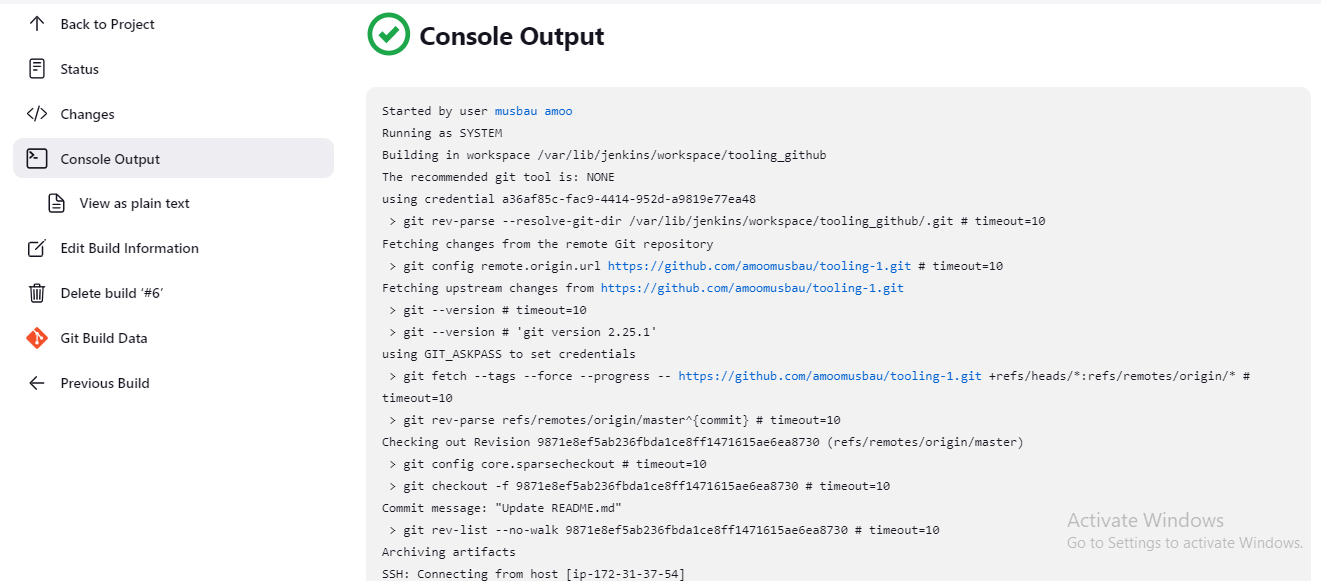 Back to Project
Status
Changes
Console Output
View as plain text
Edit Build Information
Delete build ‘#6’
Git Build Data
Previous Build
Console Output
Started by user musbau amoo
Running as SYSTEM
Building in workspace /var/lib/jenkins/workspace/tooling_github
The recommended git tool is: NONE
using credential a36af85c-fac9-4414-952d-a9819e77ea48
> git rev-parse --resolve-git-dir /var/lib/jenkins/workspace/tooling_github/.git # timeout=10
Fetching changes from the remote Git repository
> git config remote.origin.url https://github.com/amoomusbau/tooling-1.git # timeout=10
Fetching upstream changes from https://github.com/amoomusbau/tooling-1.git
> git --version # timeout=10
> git --version # 'git version 2.25.1'
using GIT_ASKPASS to set credentials
> git fetch --tags --force --progress -- https://github.com/amoomusbau/tooling-1.git +refs/heads/*:refs/remotes/origin/* #
timeout=10
> git rev-parse refs/remotes/origin/master^{commit} # timeout=10
Checking out Revision 9871e8ef5ab236fbda1ce8ff1471615ae6ea8730 (refs/remotes/origin/master)
> git config core.sparsecheckout # timeout=10
> git checkout -f 9871e8ef5ab236fbda1ce8ff1471615ae6ea8730 # timeout=10
Commit message: "Update README.md"
> git rev-list --no-walk 9871e8ef5ab236fbda1ce8ff1471615ae6ea8730 # timeout=10
Archiving artifacts
SSH: Connecting from host [ip-172-31-37-54]
Activate Windows
Go to Settings to activate Windows.